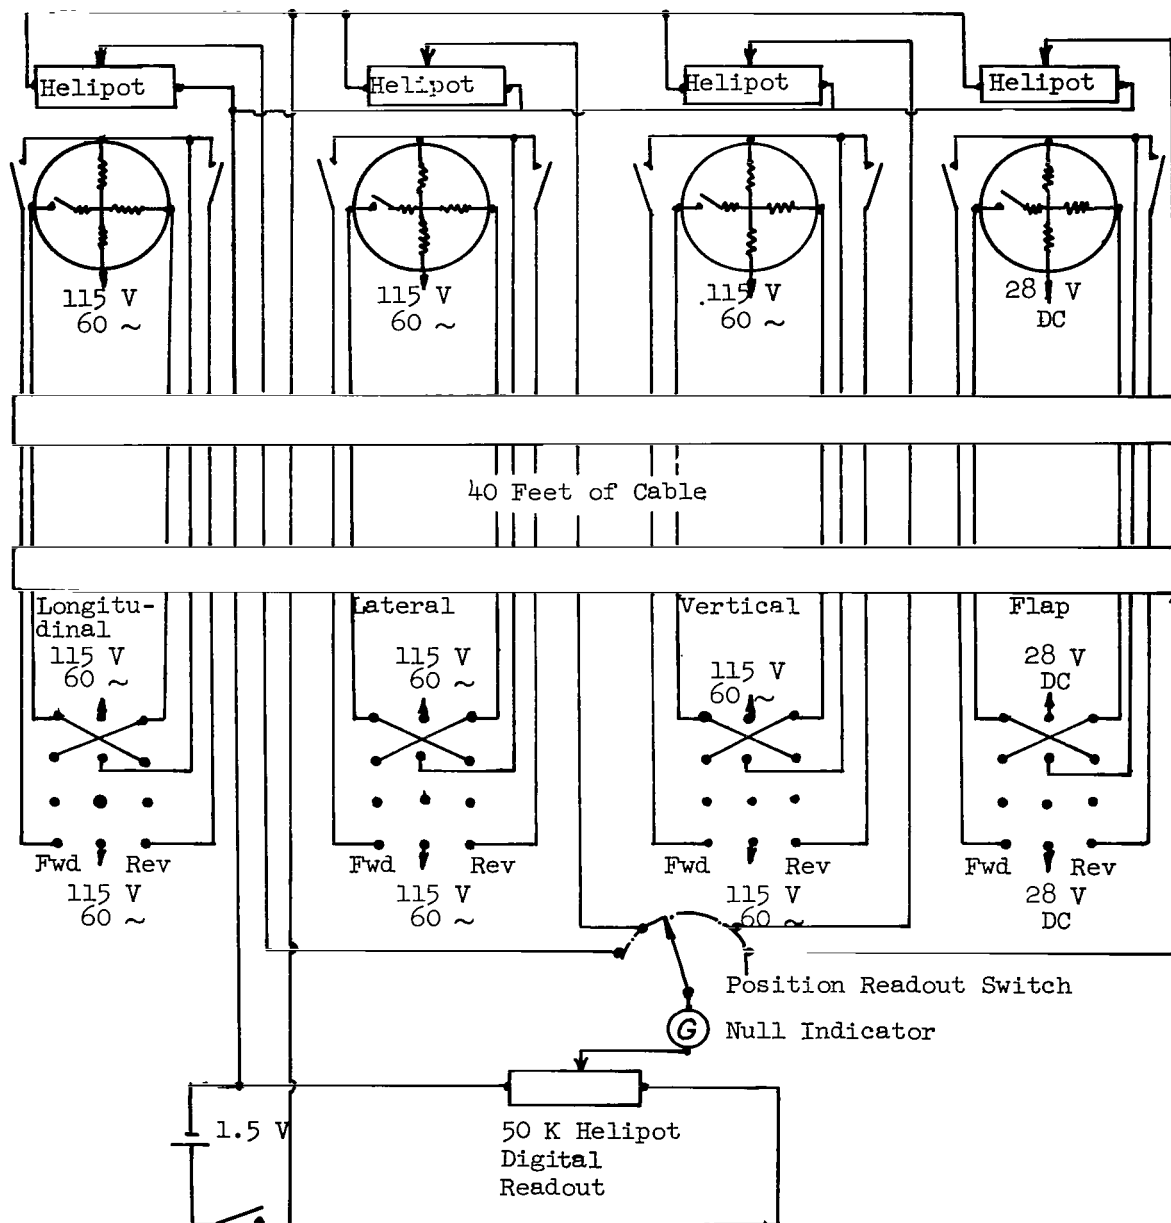 Helipot Helipot Helipot Helipot
115 V 115 V .115 V 28 V
60 ~ 60 ~ 60 ~ DC
40 Feet of Cable
Longitu-
dinal
Lateral
Vertical
Flap
115 V 115 V 115 V 28 V
60 ~ 60 ~ 60 ~ DC
Fwd Rev Fwd Rev Fwd Rev Fwd Rev
115 V 115 V 115 V 28 V
60 ~ 60 ~ 60 ~ DC
Position Readout Switch
G Null Indicator
1.5 V
50 K Helipot
Digital
Readout